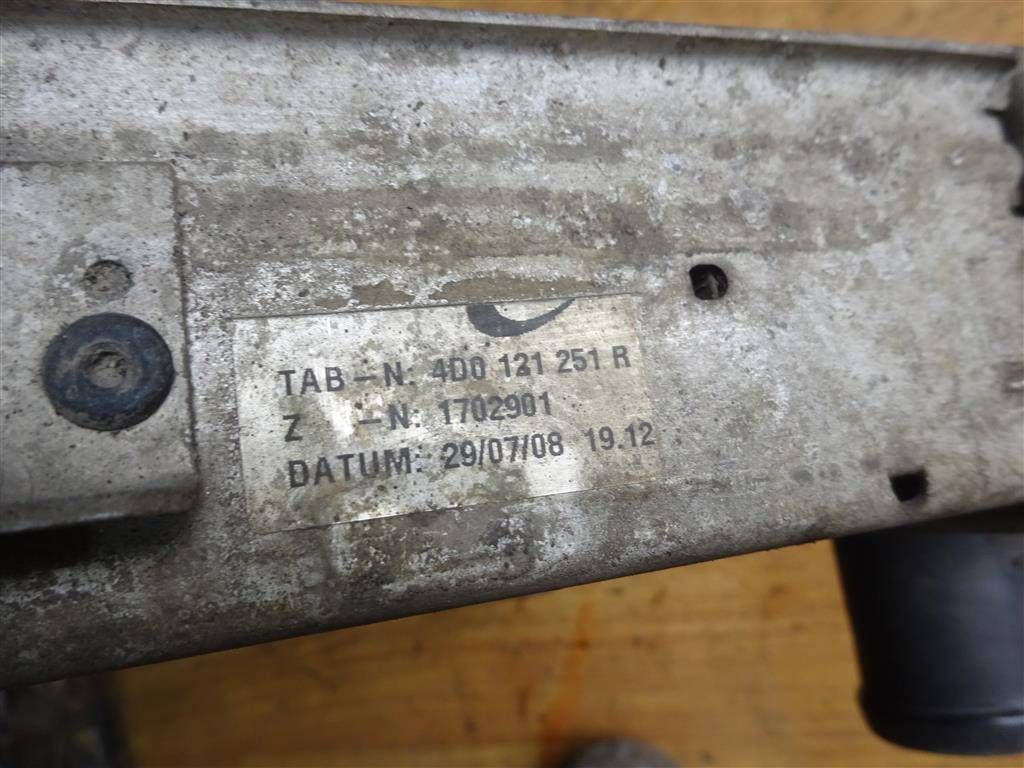 TAB-N: 4D0 121 251 R
Z -N: 1702901
DATUM: 29/07/08 19.12